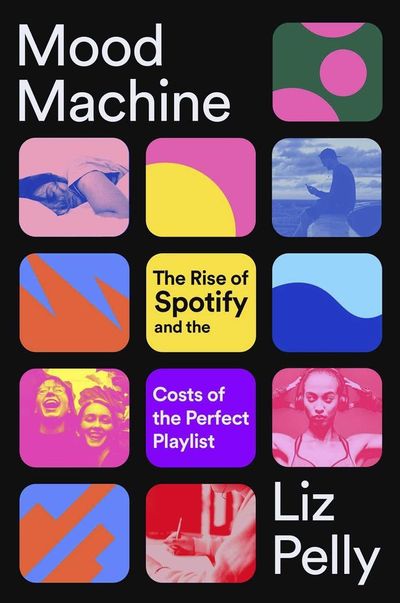 Mood
Machine
The Rise of
Spotify
and the
Costs of
the Perfect
Playlist
Liz
Pelly